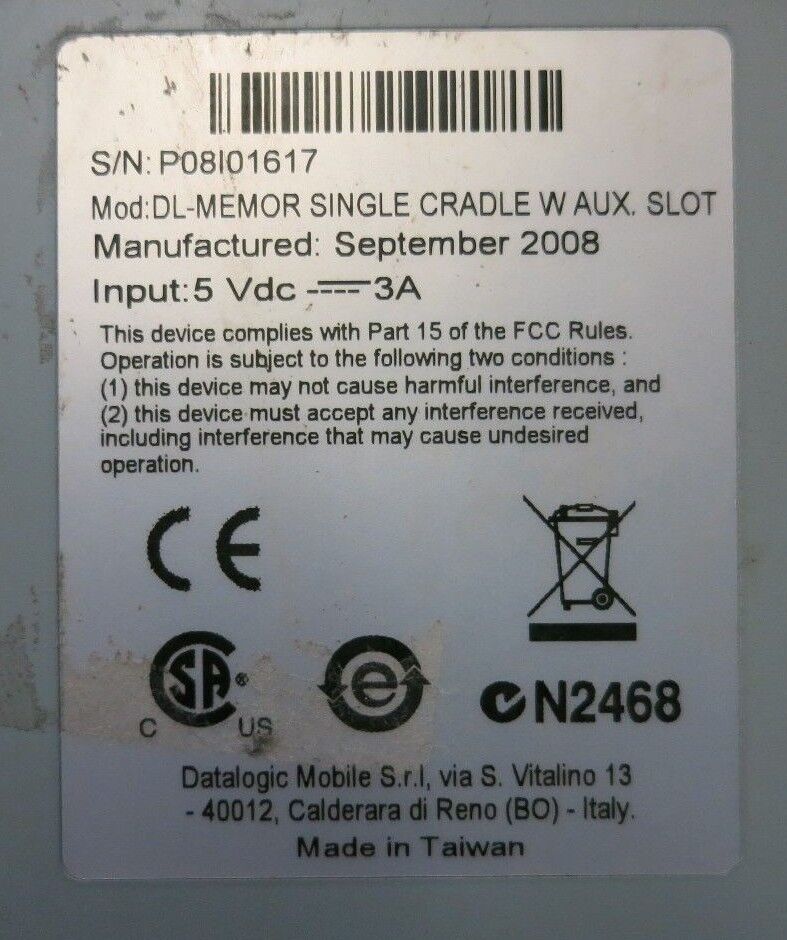 S/N: P08I01617
Mod:DL-MEMOR SINGLE CRADLE W AUX. SLOT
Manufactured: September 2008
Input:5 Vdc ⎓ 3A
This device complies with Part 15 of the FCC Rules.
Operation is subject to the following two conditions :
(1) this device may not cause harmful interference, and
(2) this device must accept any interference received,
including interference that may cause undesired
operation.
CE
C SA ® US
e
N2468
Datalogic Mobile S.r.l, via S. Vitalino 13
- 40012, Calderara di Reno (BO) - Italy.
Made in Taiwan